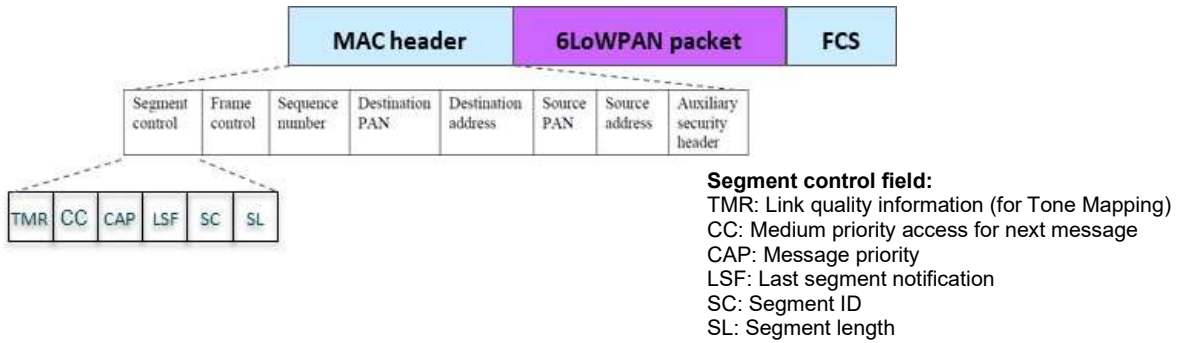 MAC header 6LoWPAN packet FCS
Segment control Frame control Sequence number Destination PAN Destination address Source PAN Source address Auxiliary security header
TMR CC CAP LSF SC SL
Segment control field:
TMR: Link quality information (for Tone Mapping)
CC: Medium priority access for next message
CAP: Message priority
LSF: Last segment notification
SC: Segment ID
SL: Segment length